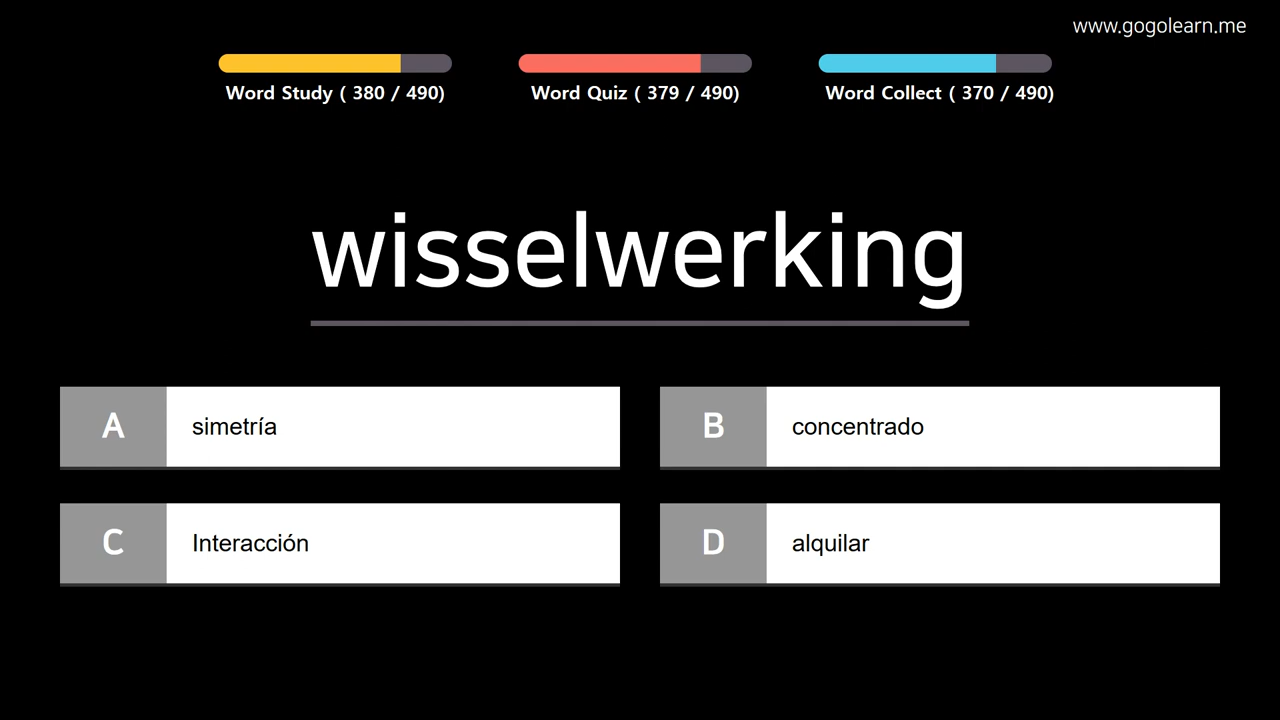 www.gogolearn.me
Word Study ( 380 / 490)
Word Quiz ( 379 / 490)
Word Collect ( 370 / 490)
wisselwerking
A simetría
B concentrado
C Interacción
D alquilar